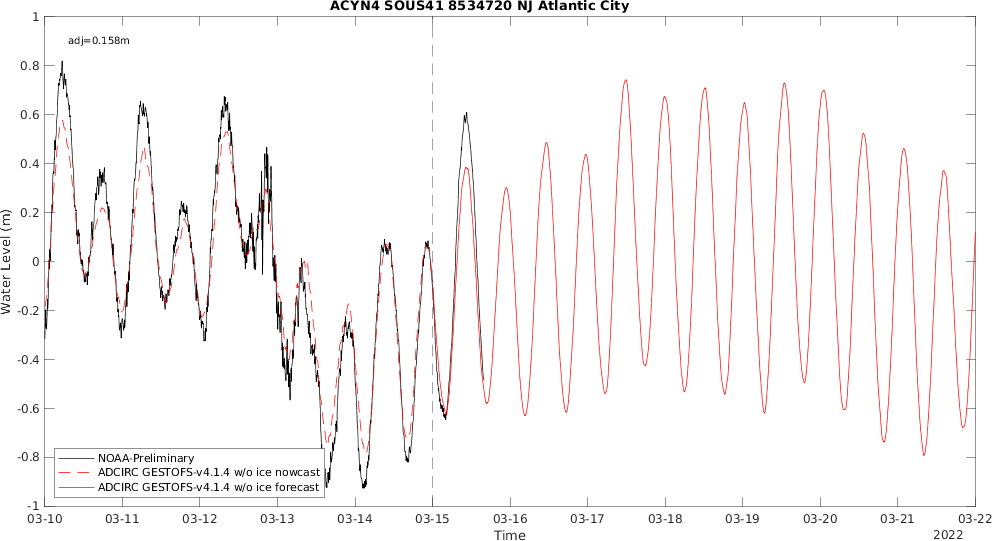 ACYN4 SOUS41 8534720 NJ Atlantic City
adj=0.158m
1
0.8
0.6
0.4
0.2
0
-0.2
-0.4
-0.6
-0.8
-1
Water Level (m)
NOAA-Preliminary
ADCIRC GESTOFS-v4.1.4 w/o ice nowcast
ADCIRC GESTOFS-v4.1.4 w/o ice forecast
03-10 03-11 03-12 03-13 03-14 03-15 03-16 03-17 03-18 03-19 03-20 03-21 03-22
Time
2022